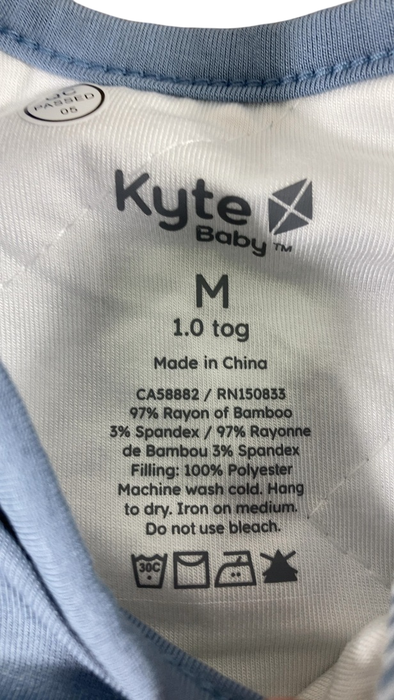 QC
PASSED
05
Kyte
Baby™
M
1.0 tog
Made in China
CA58882 / RN150833
97% Rayon of Bamboo
3% Spandex / 97% Rayonne
de Bambou 3% Spandex
Filling: 100% Polyester
Machine wash cold. Hang
to dry. Iron on medium.
Do not use bleach.
30C